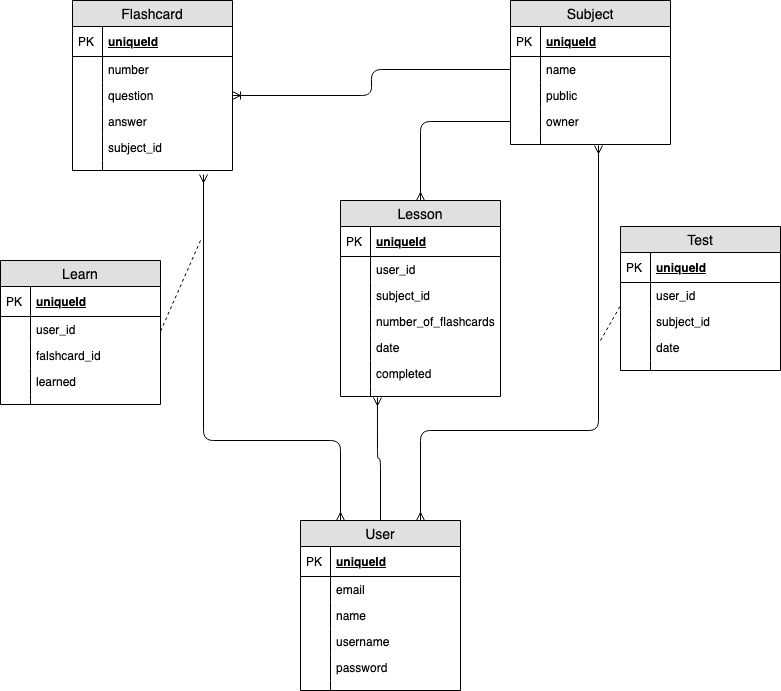 Flashcard
PK uniqueId
number
question
answer
subject_id
Subject
PK uniqueId
name
public
owner
Lesson
PK uniqueId
user_id
subject_id
number_of_flashcards
date
completed
Test
PK uniqueId
user_id
subject_id
date
Learn
PK uniqueId
user_id
falshcard_id
learned
User
PK uniqueId
email
name
username
password